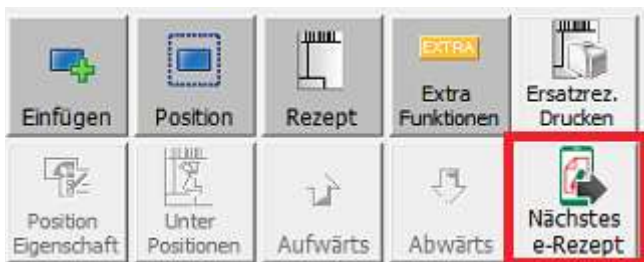 EXTRA
Einfügen
Position
Rezept
Extra
Funktionen
Ersatzrez.
Drucken
Position
Eigenschaft
Unter
Positionen
Aufwärts
Abwärts
Nächstes
e-Rezept